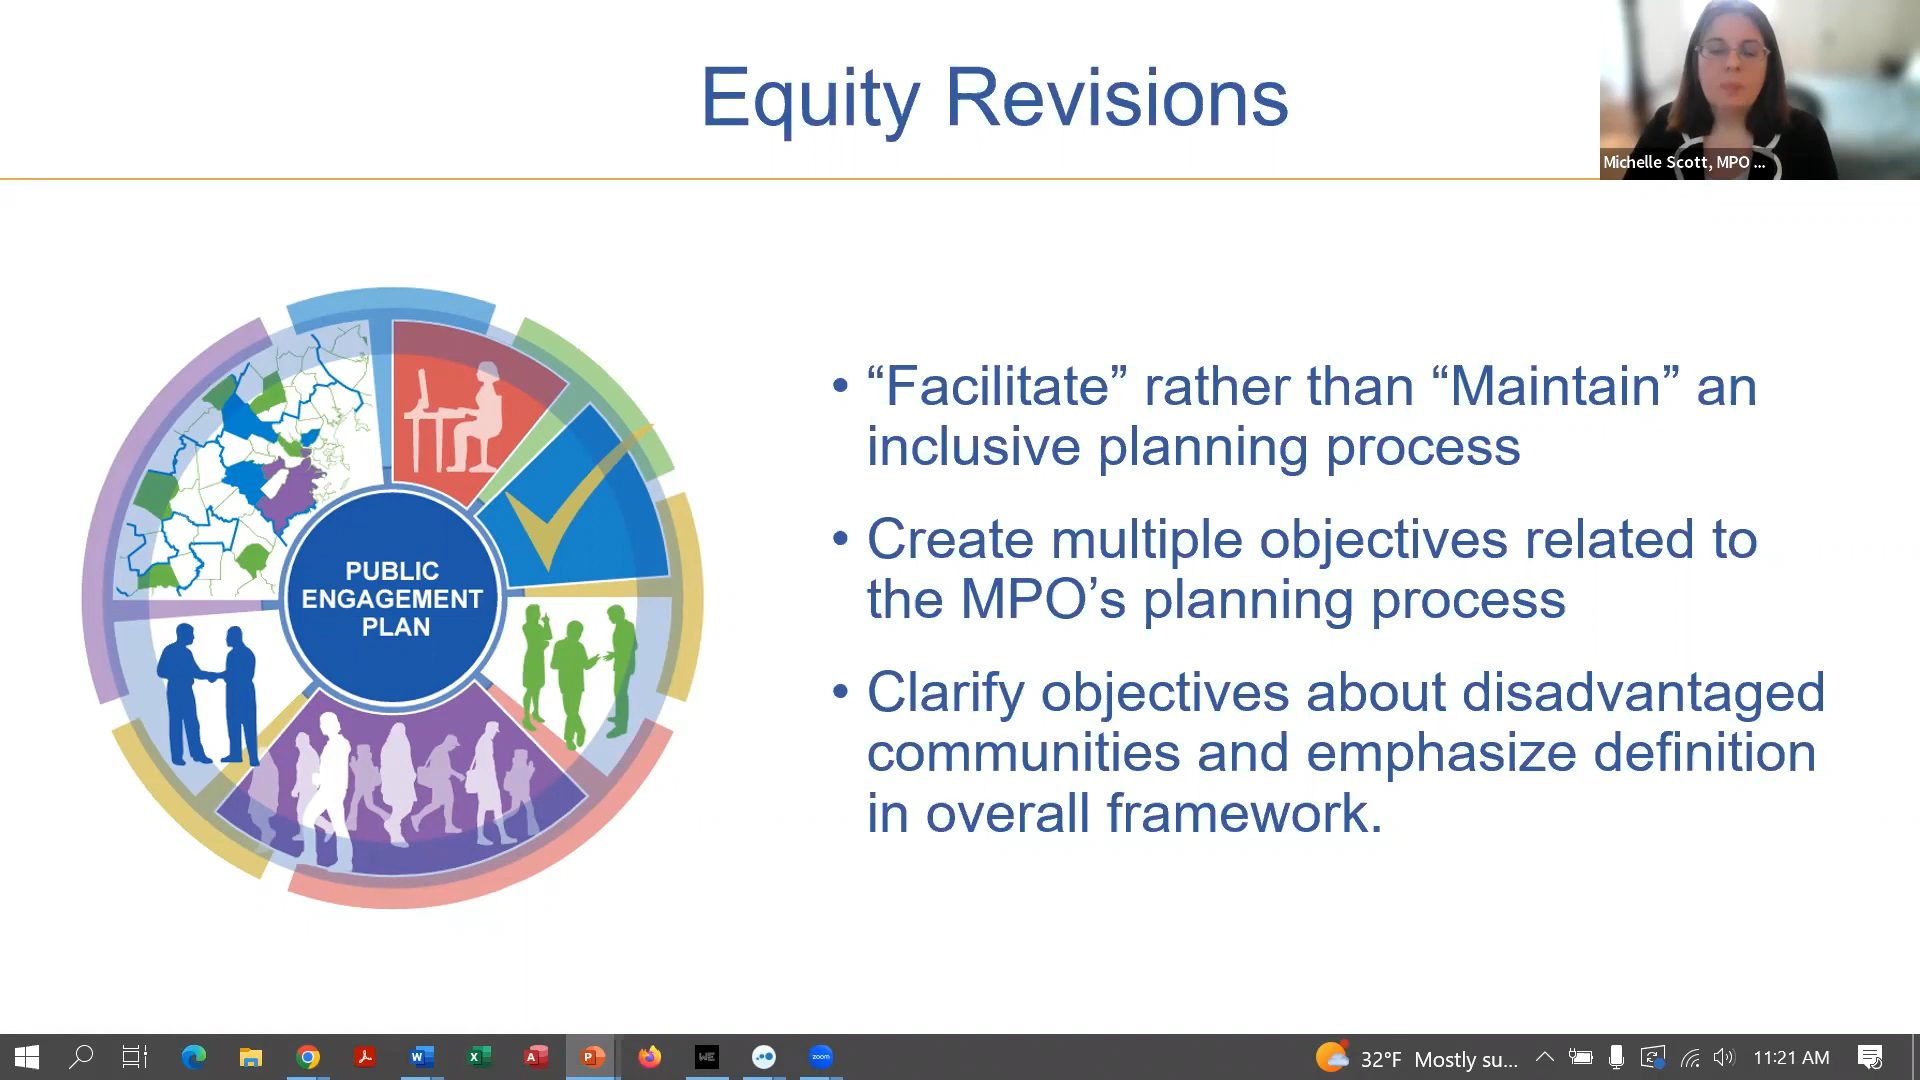 Equity Revisions
Michelle Scott, MPO ...
• “Facilitate” rather than “Maintain” an
inclusive planning process
• Create multiple objectives related to
the MPO’s planning process
• Clarify objectives about disadvantaged
communities and emphasize definition
in overall framework.
PUBLIC
ENGAGEMENT
PLAN
WE
zoom
32°F Mostly su...
11:21 AM